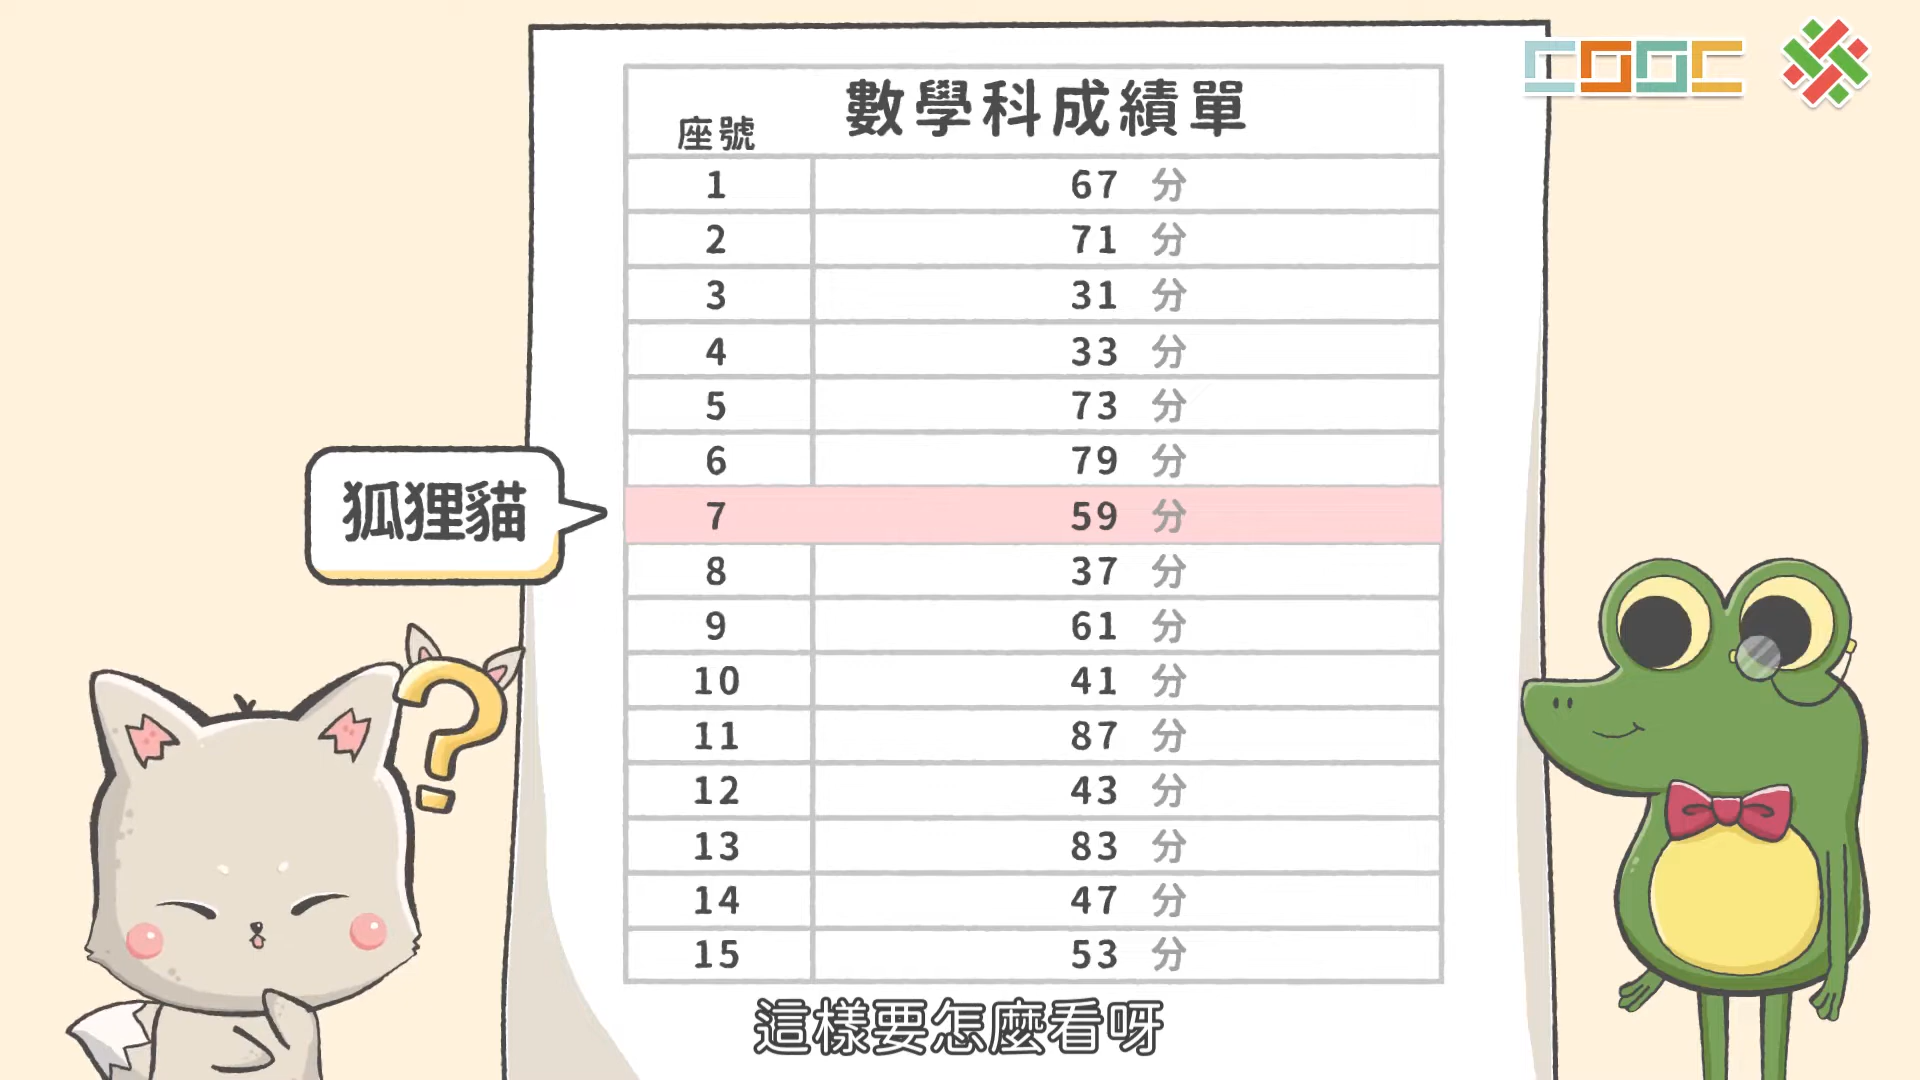 COOC
數學科成績單
座號
1 67 分
2 71 分
3 31 分
4 33 分
5 73 分
6 79 分
狐狸貓
7 59 分
8 37 分
9 61 分
10 41 分
11 87 分
12 43 分
13 83 分
14 47 分
15 53 分
這樣要怎麼看呀